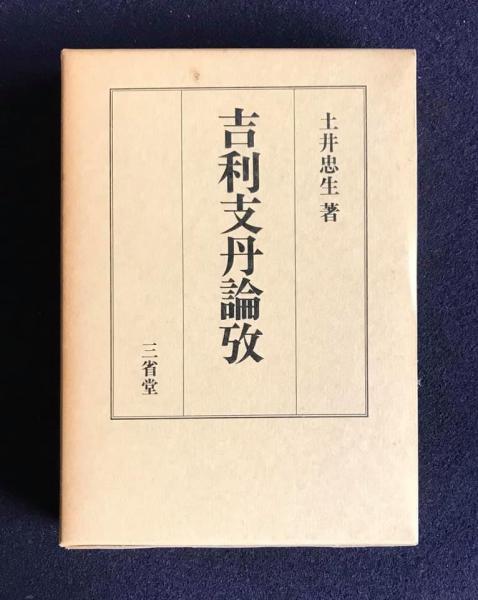 土井忠生 著
吉利支丹論攷
三省堂